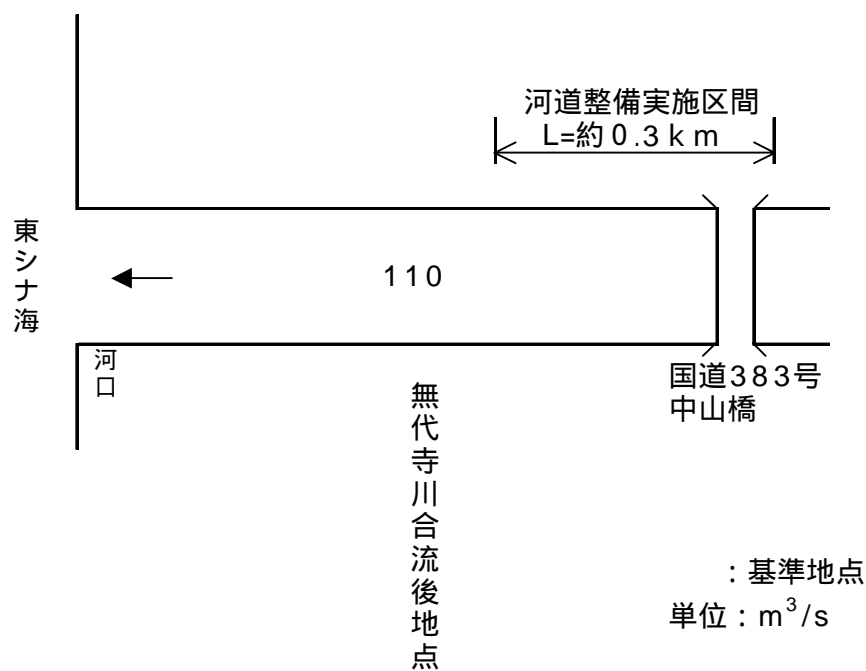 河道整備実施区間
L=約0.3km
東シナ海
110
河口
国道383号
中山橋
無代寺川合流後地点
：基準地点
単位：m³/s